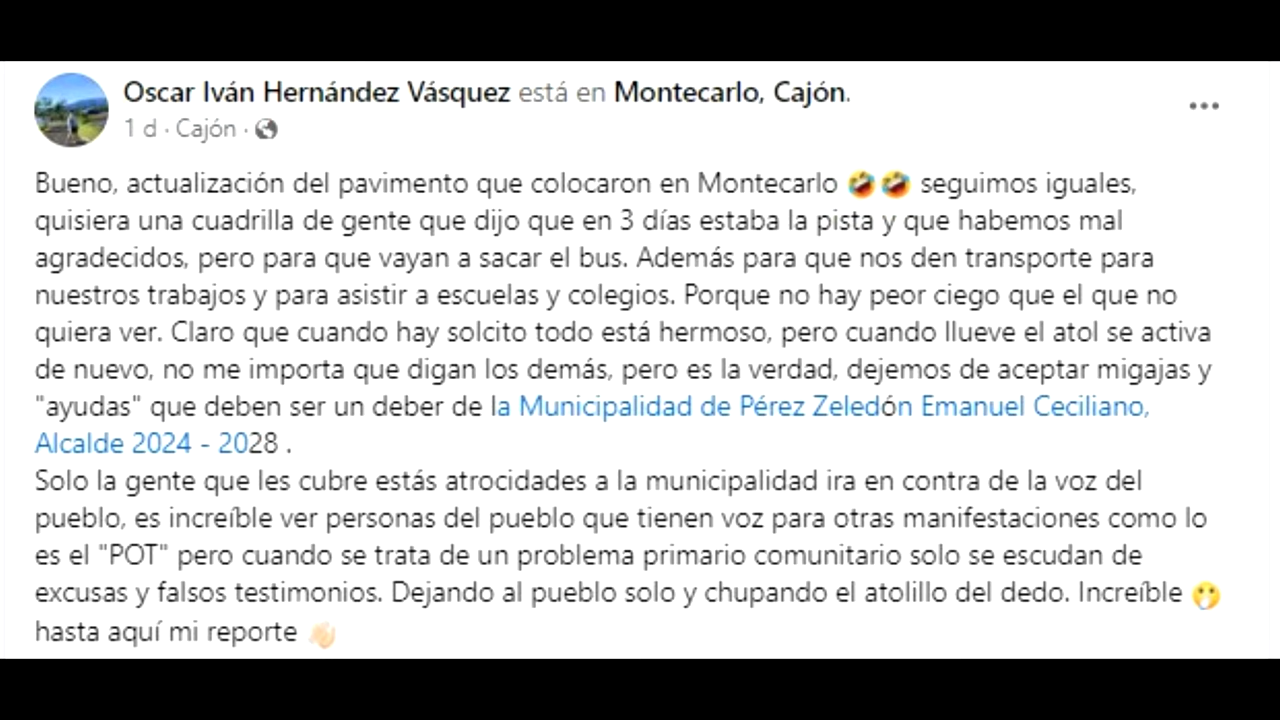 Oscar Iván Hernández Vásquez está en Montecarlo, Cajón.
1 d · Cajón ·
Bueno, actualización del pavimento que colocaron en Montecarlo 🤣🤣 seguimos iguales,
quisiera una cuadrilla de gente que dijo que en 3 días estaba la pista y que habemos mal
agradecidos, pero para que vayan a sacar el bus. Además para que nos den transporte para
nuestros trabajos y para asistir a escuelas y colegios. Porque no hay peor ciego que el que no
quiera ver. Claro que cuando hay solcito todo está hermoso, pero cuando llueve el atol se activa
de nuevo, no me importa que digan los demás, pero es la verdad, dejemos de aceptar migajas y
"ayudas" que deben ser un deber de la Municipalidad de Pérez Zeledón Emanuel Ceciliano,
Alcalde 2024 - 2028 .
Solo la gente que les cubre estás atrocidades a la municipalidad ira en contra de la voz del
pueblo, es increíble ver personas del pueblo que tienen voz para otras manifestaciones como lo
es el "POT" pero cuando se trata de un problema primario comunitario solo se escudan de
excusas y falsos testimonios. Dejando al pueblo solo y chupando el atolillo del dedo. Increíble 🫢
hasta aquí mi reporte 👋🏻